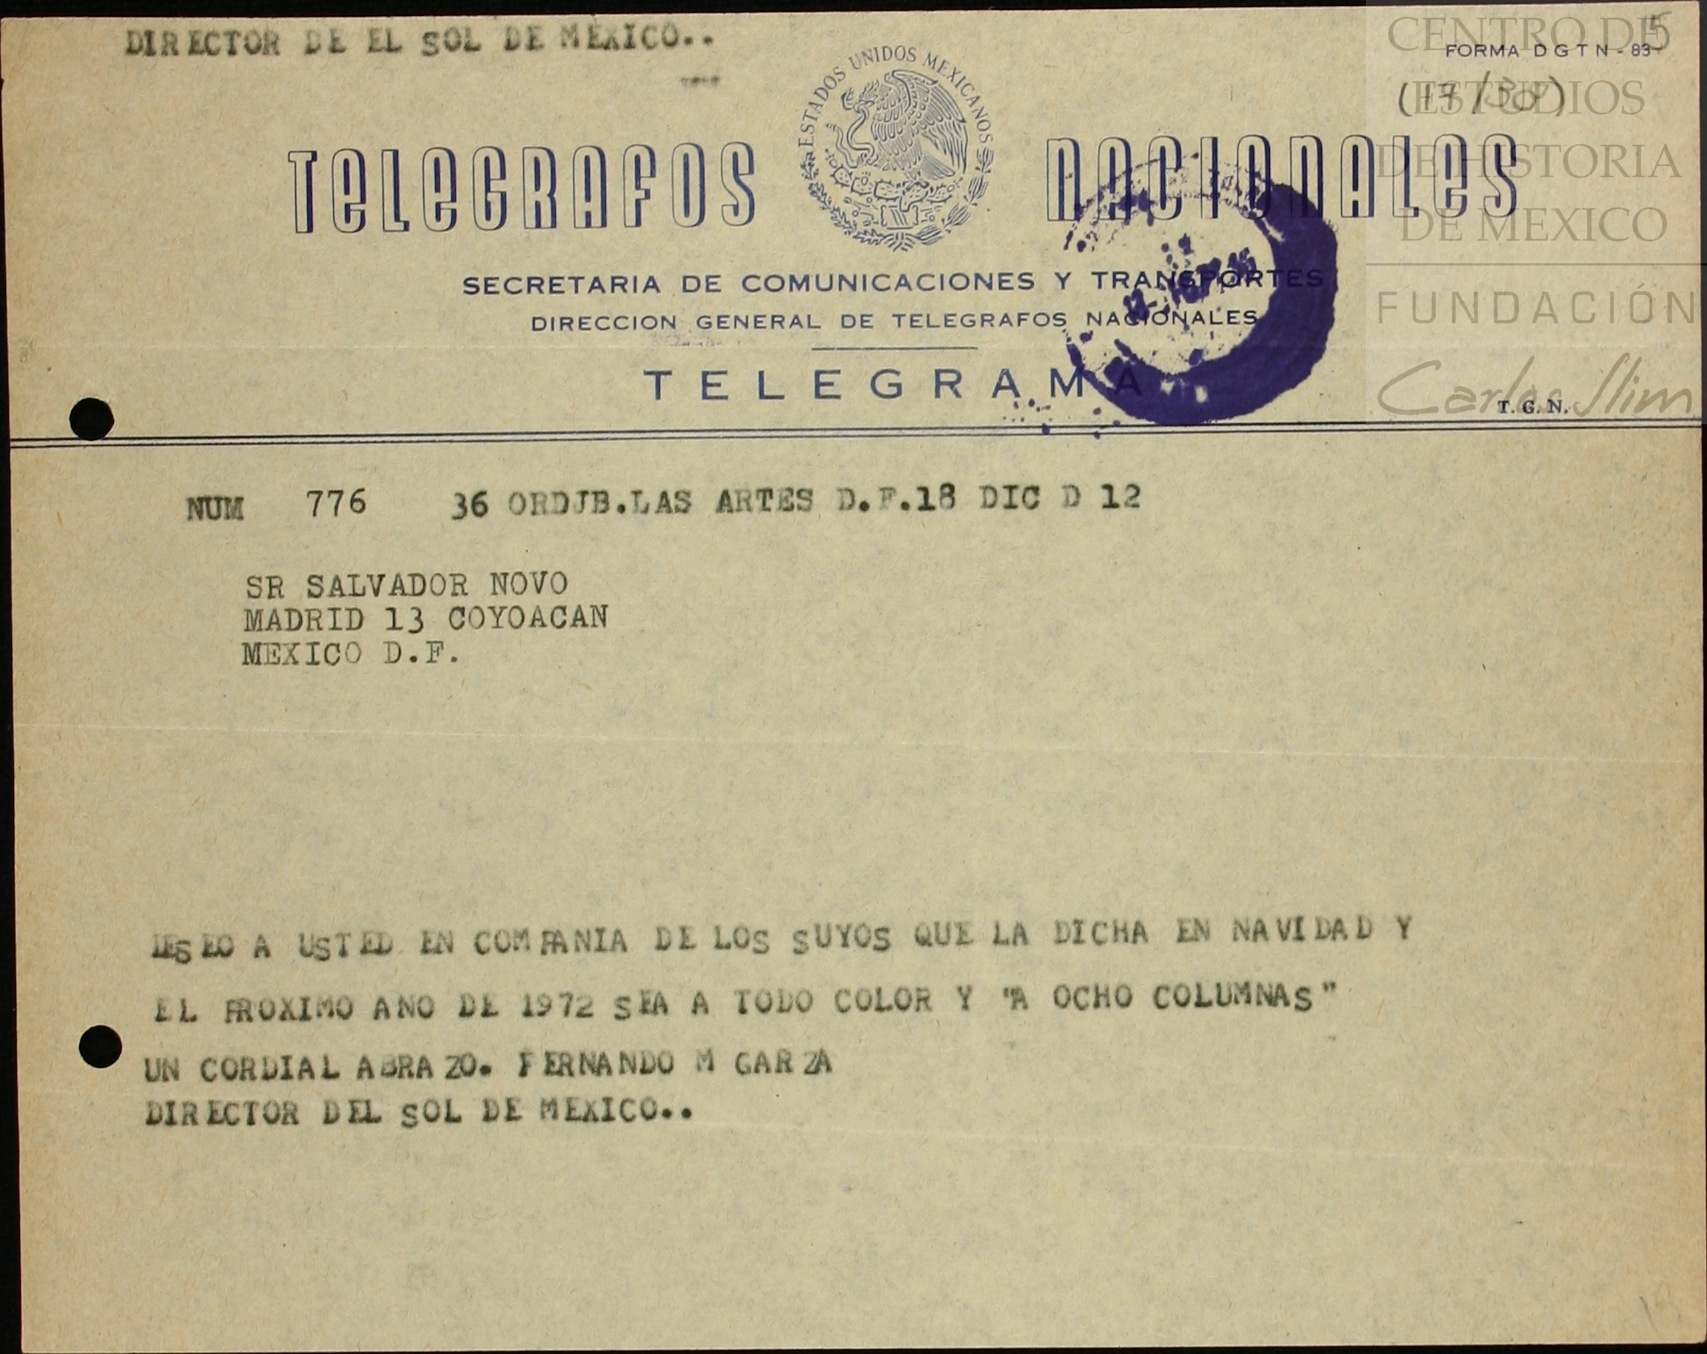 DIRECTOR DE EL SOL DE MEXICO..
CENTRO DE
ESTUDIOS
DE HISTORIA
DE MEXICO
FUNDACIÓN
Carlos Slim
FORMA D G T N - 83
ESTADOS UNIDOS MEXICANOS
TELEGRAFOS NACIONALES
SECRETARIA DE COMUNICACIONES Y TRANSPORTES
DIRECCION GENERAL DE TELEGRAFOS NACIONALES
TELEGRAMA
T. G. N.
NUM 776 36 ORDJB.LAS ARTES D.F.18 DIC D 12
SR SALVADOR NOVO
MADRID 13 COYOACAN
MEXICO D.F.
DESEO A USTED EN COMPANIA DE LOS SUYOS QUE LA DICHA EN NAVIDAD Y
EL PROXIMO ANO DE 1972 SEA A TODO COLOR Y "A OCHO COLUMNAS"
UN CORDIAL ABRAZO. FERNANDO M GARZA
DIRECTOR DEL SOL DE MEXICO..